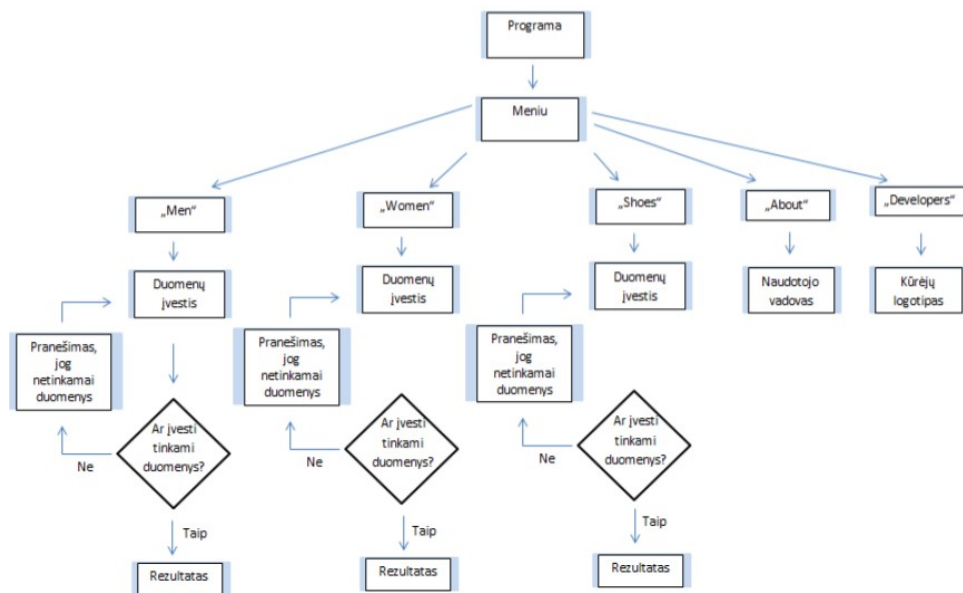 Programa
Meniu
„Men“
„Women“
„Shoes“
„About“
„Developers“
Duomenų
įvestis
Duomenų
įvestis
Duomenų
įvestis
Naudotojo
vadovas
Kūrėjų
logotipas
Pranešimas,
jog
netinkamai
duomenys
Pranešimas,
jog
netinkamai
duomenys
Pranešimas,
jog
netinkamai
duomenys
Ar įvesti
tinkami
duomenys?
Ar įvesti
tinkami
duomenys?
Ar įvesti
tinkami
duomenys?
Ne
Ne
Ne
Taip
Taip
Taip
Rezultatas
Rezultatas
Rezultatas